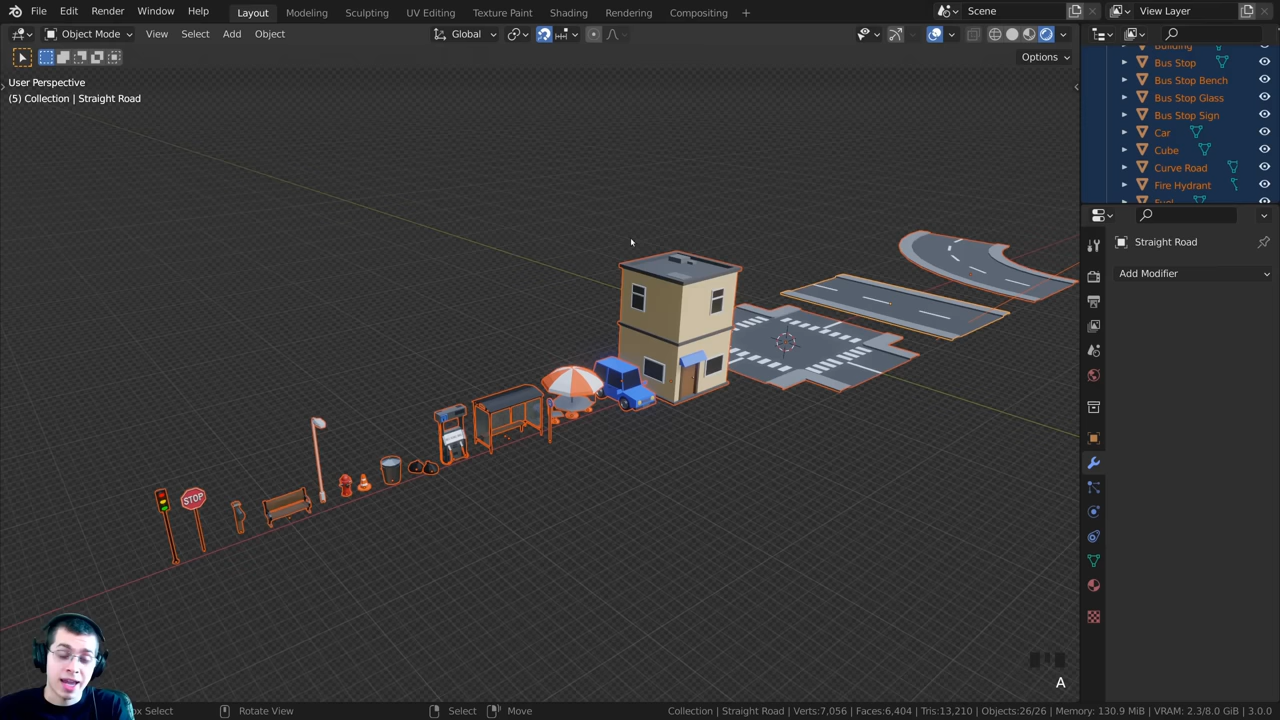 File Edit Render Window Help
Layout Modeling Sculpting UV Editing Texture Paint Shading Rendering Compositing +
Scene
View Layer
Object Mode View Select Add Object
Global
Options
User Perspective
(5) Collection | Straight Road
Bus Stop
Bus Stop Bench
Bus Stop Glass
Bus Stop Sign
Car
Cube
Curve Road
Fire Hydrant
Straight Road
Add Modifier
STOP
A
ox Select Rotate View Select Move
Collection | Straight Road | Verts:7,056 | Faces:6,404 | Tris:13,210 | Objects:26/26 | Memory: 130.9 MiB | VRAM: 2.3/8.0 GiB | 3.0.0